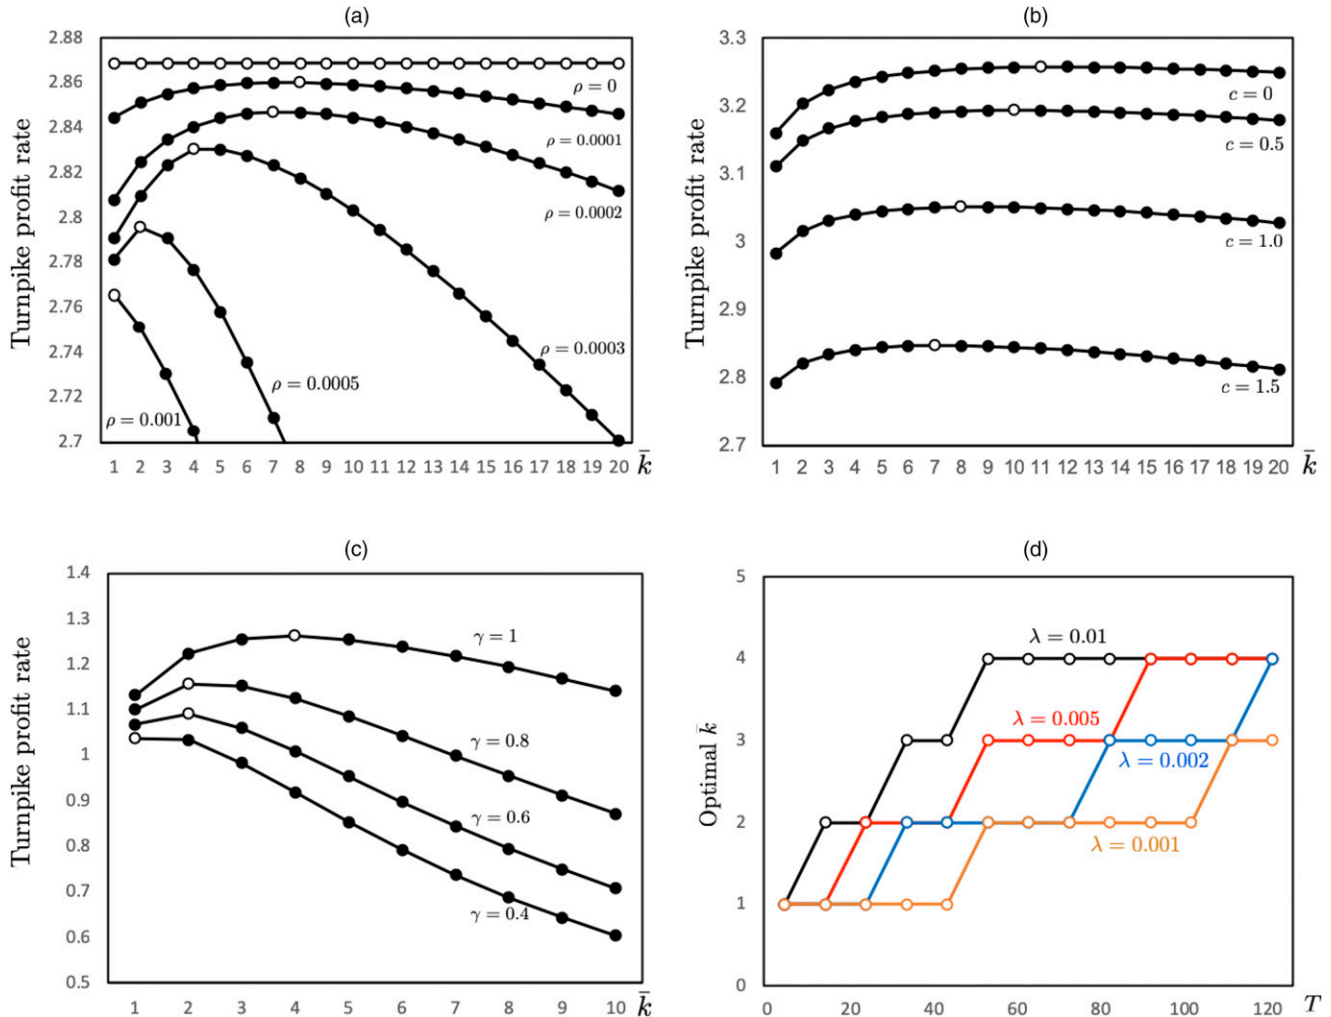 (a)
Turnpike profit rate
2.88
2.86
2.84
2.82
2.8
2.78
2.76
2.74
2.72
2.7
ρ = 0
ρ = 0.0001
ρ = 0.0002
ρ = 0.0003
ρ = 0.0005
ρ = 0.001
1 2 3 4 5 6 7 8 9 10 11 12 13 14 15 16 17 18 19 20 k̄
(b)
Turnpike profit rate
3.3
3.2
3.1
3
2.9
2.8
2.7
c = 0
c = 0.5
c = 1.0
c = 1.5
1 2 3 4 5 6 7 8 9 10 11 12 13 14 15 16 17 18 19 20 k̄
(c)
Turnpike profit rate
1.4
1.3
1.2
1.1
1
0.9
0.8
0.7
0.6
0.5
γ = 1
γ = 0.8
γ = 0.6
γ = 0.4
1 2 3 4 5 6 7 8 9 10 k̄
(d)
Optimal k̄
5
4
3
2
1
0
λ = 0.01
λ = 0.005
λ = 0.002
λ = 0.001
0 20 40 60 80 100 120 T